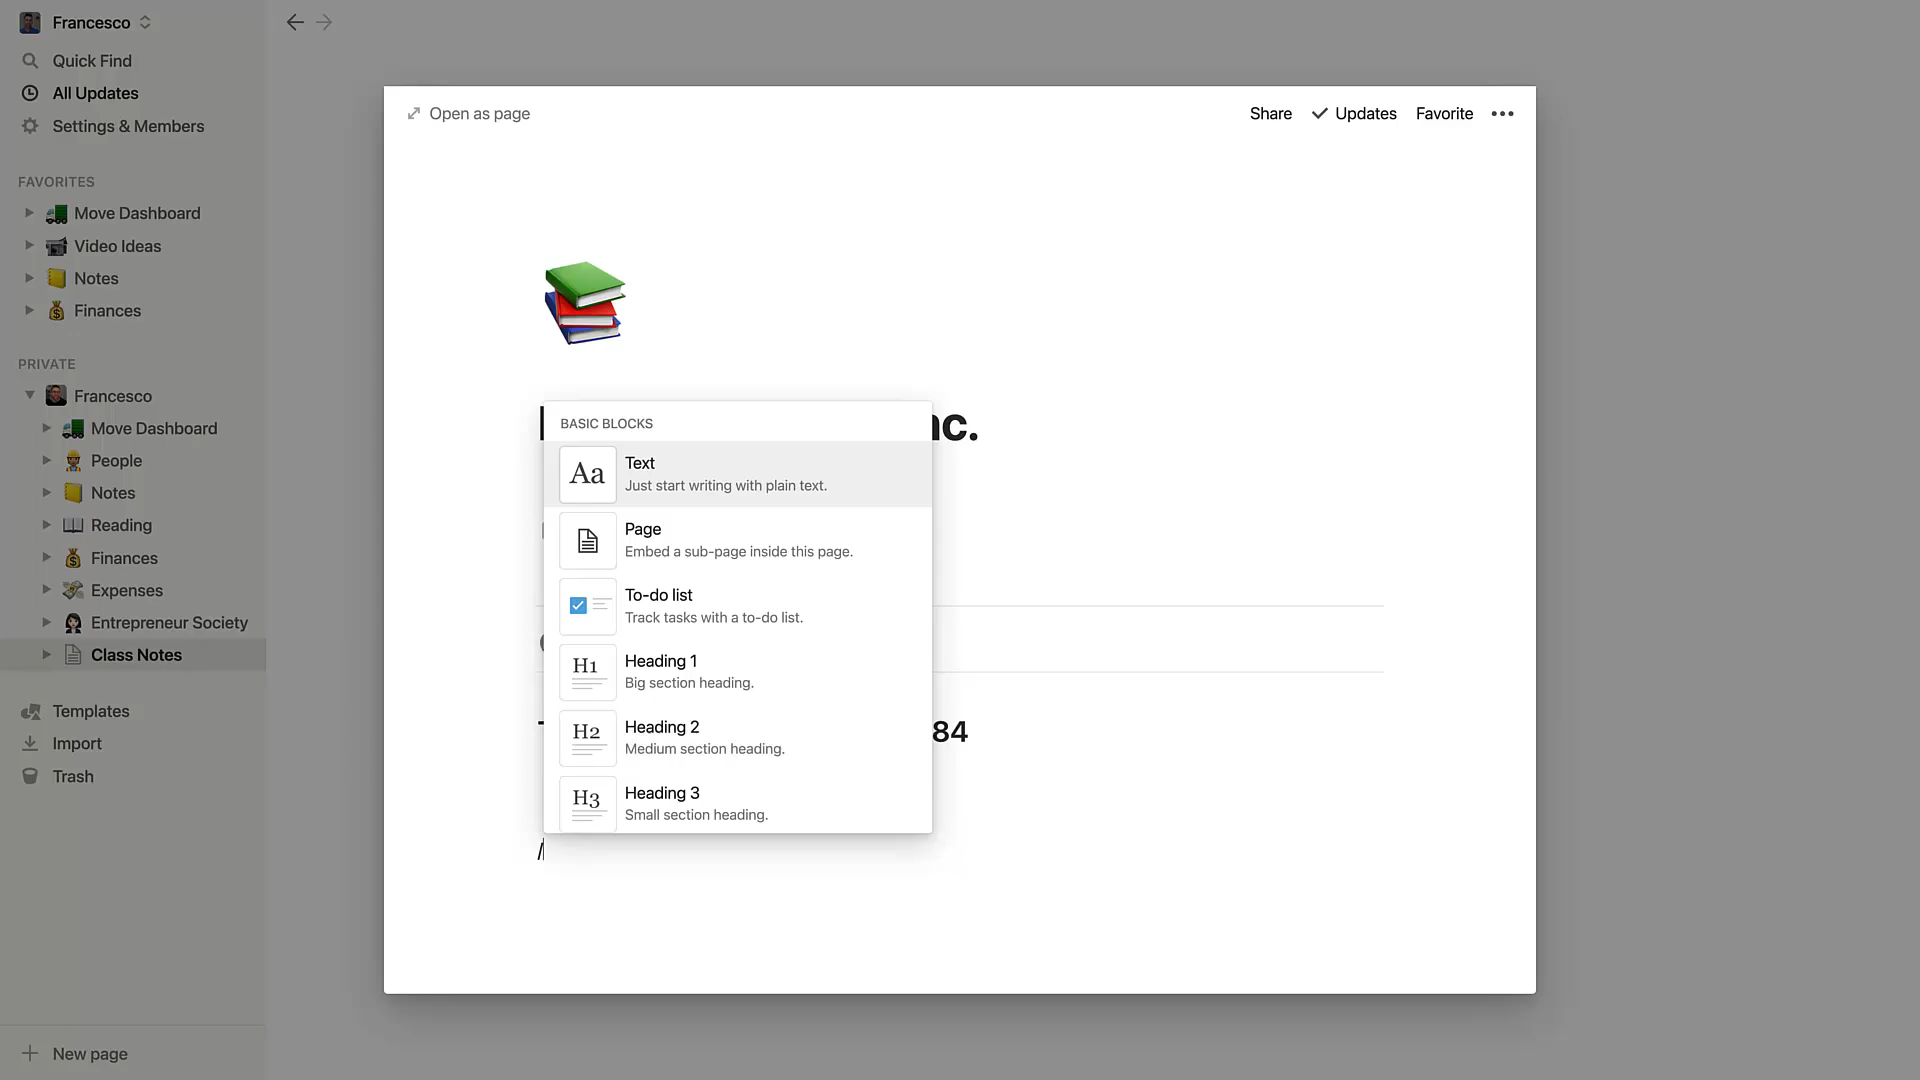 Francesco
Quick Find
All Updates
Settings & Members
FAVORITES
Move Dashboard
Video Ideas
Notes
Finances
PRIVATE
Francesco
Move Dashboard
People
Notes
Reading
Finances
Expenses
Entrepreneur Society
Class Notes
Templates
Import
Trash
New page
Open as page
Share
Updates
Favorite
nc.
BASIC BLOCKS
Aa
Text
Just start writing with plain text.
Page
Embed a sub-page inside this page.
To-do list
Track tasks with a to-do list.
H1
Heading 1
Big section heading.
H2
Heading 2
Medium section heading.
84
H3
Heading 3
Small section heading.
/